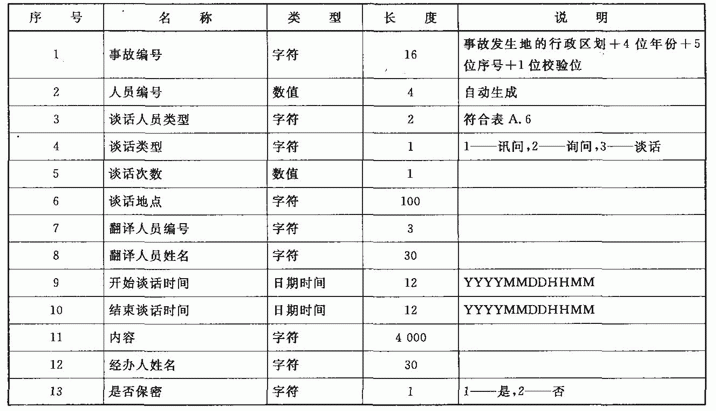 序 号 名 称 类 型 长 度 说 明
1 事故编号 字符 16 事故发生地的行政区划+4位年份+5
位序号+1位校验位
2 人员编号 数值 4 自动生成
3 谈话人员类型 字符 2 符合表 A.6
4 谈话类型 字符 1 1——讯问,2——询问,3——谈话
5 谈话次数 数值 1
6 谈话地点 字符 100
7 翻译人员编号 字符 3
8 翻译人员姓名 字符 30
9 开始谈话时间 日期时间 12 YYYYMMDDHHMM
10 结束谈话时间 日期时间 12 YYYYMMDDHHMM
11 内容 字符 4 000
12 经办人姓名 字符 30
13 是否保密 字符 1 1——是,2——否